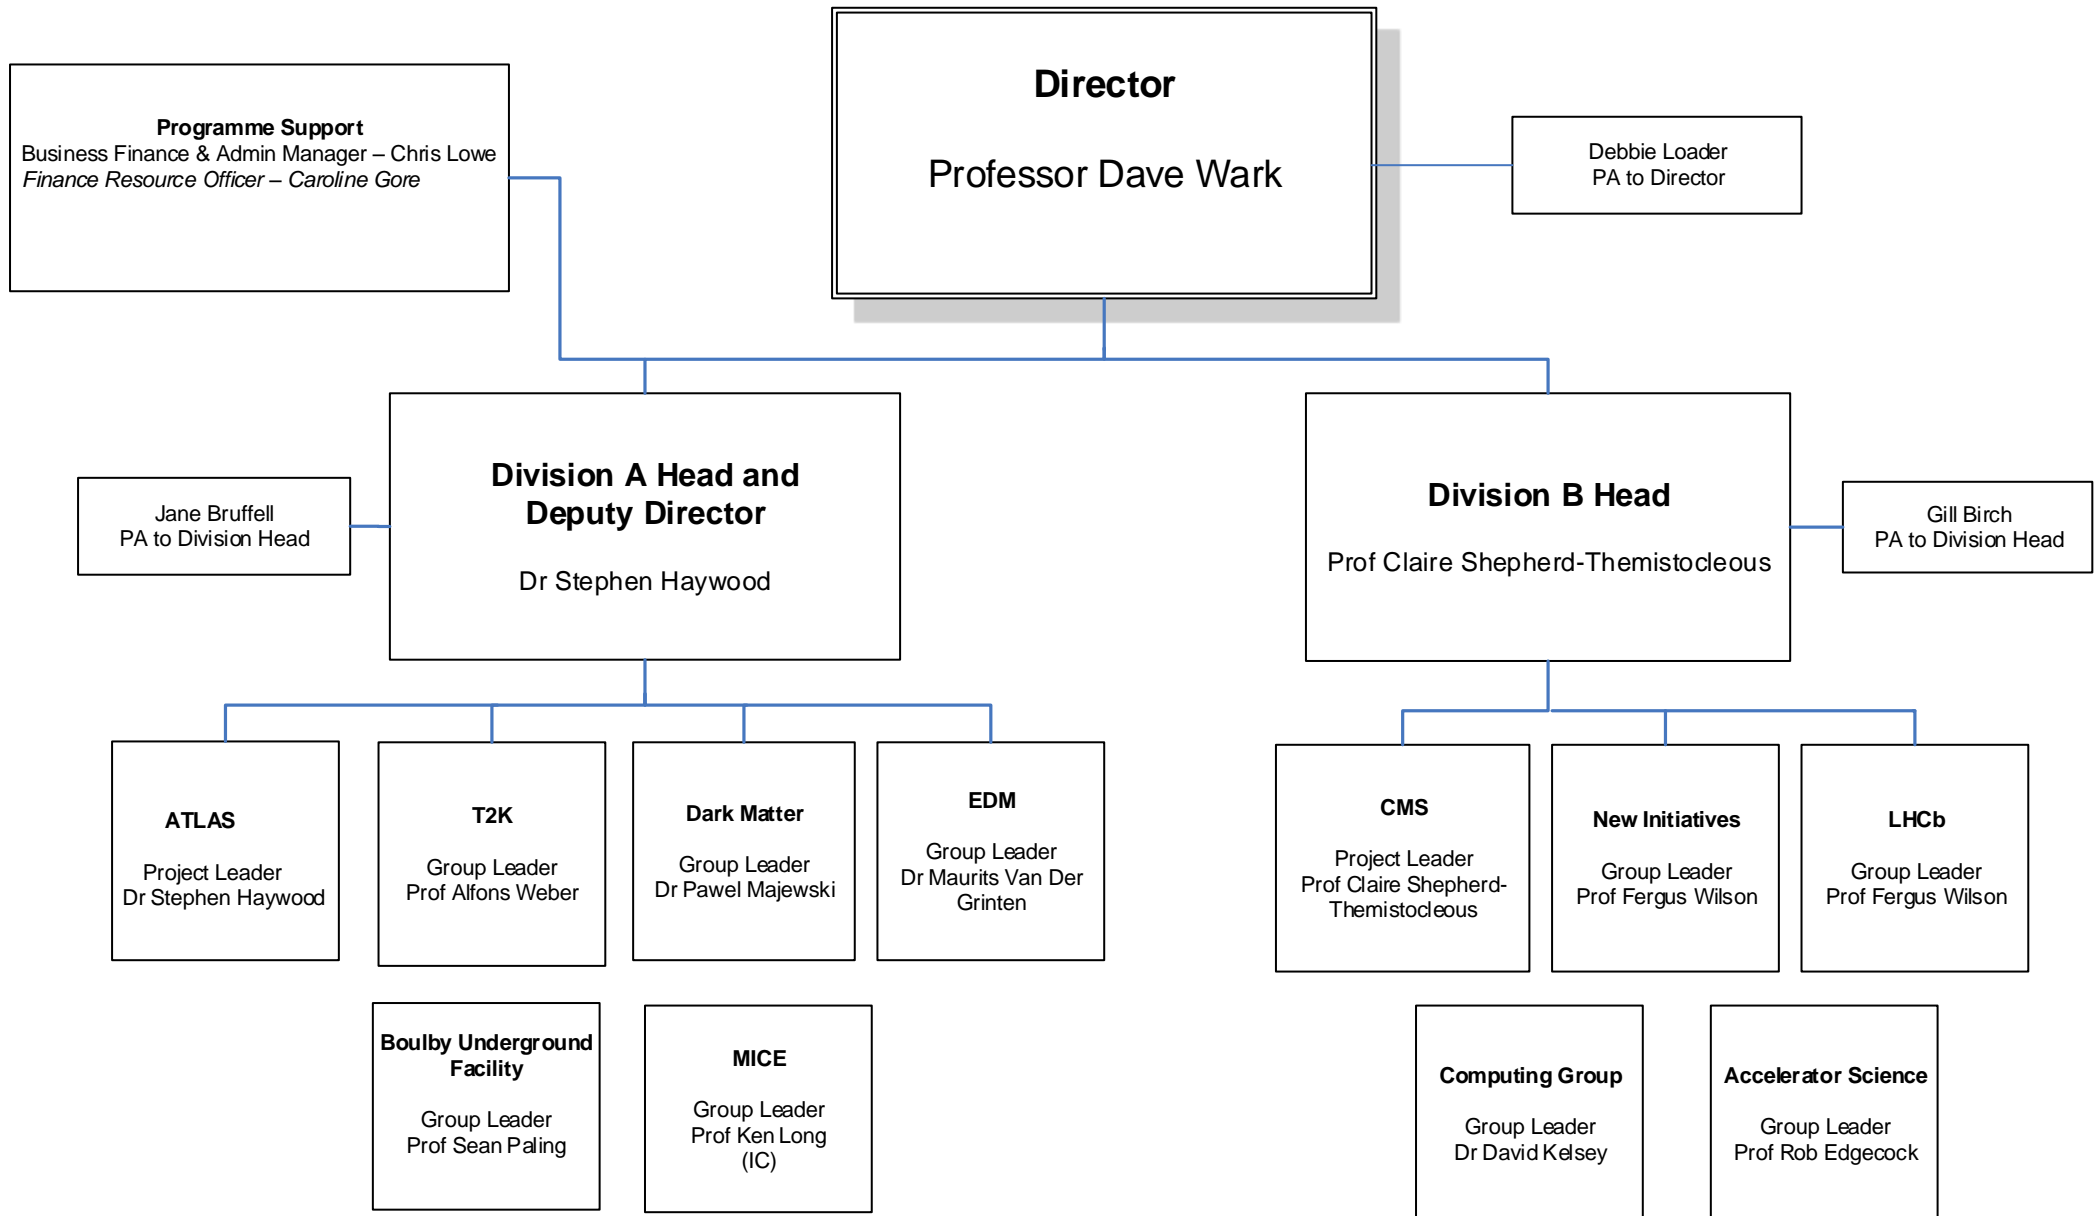 Director
Professor Dave Wark
Programme Support
Business Finance & Admin Manager – Chris Lowe
Finance Resource Officer – Caroline Gore
Debbie Loader
PA to Director
Division A Head and
Deputy Director
Dr Stephen Haywood
Jane Bruffell
PA to Division Head
Division B Head
Prof Claire Shepherd-Themistocleous
Gill Birch
PA to Division Head
ATLAS
Project Leader
Dr Stephen Haywood
T2K
Group Leader
Prof Alfons Weber
Dark Matter
Group Leader
Dr Pawel Majewski
EDM
Group Leader
Dr Maurits Van Der
Grinten
CMS
Project Leader
Prof Claire Shepherd-
Themistocleous
New Initiatives
Group Leader
Prof Fergus Wilson
LHCb
Group Leader
Prof Fergus Wilson
Boulby Underground
Facility
Group Leader
Prof Sean Paling
MICE
Group Leader
Prof Ken Long
(IC)
Computing Group
Group Leader
Dr David Kelsey
Accelerator Science
Group Leader
Prof Rob Edgecock